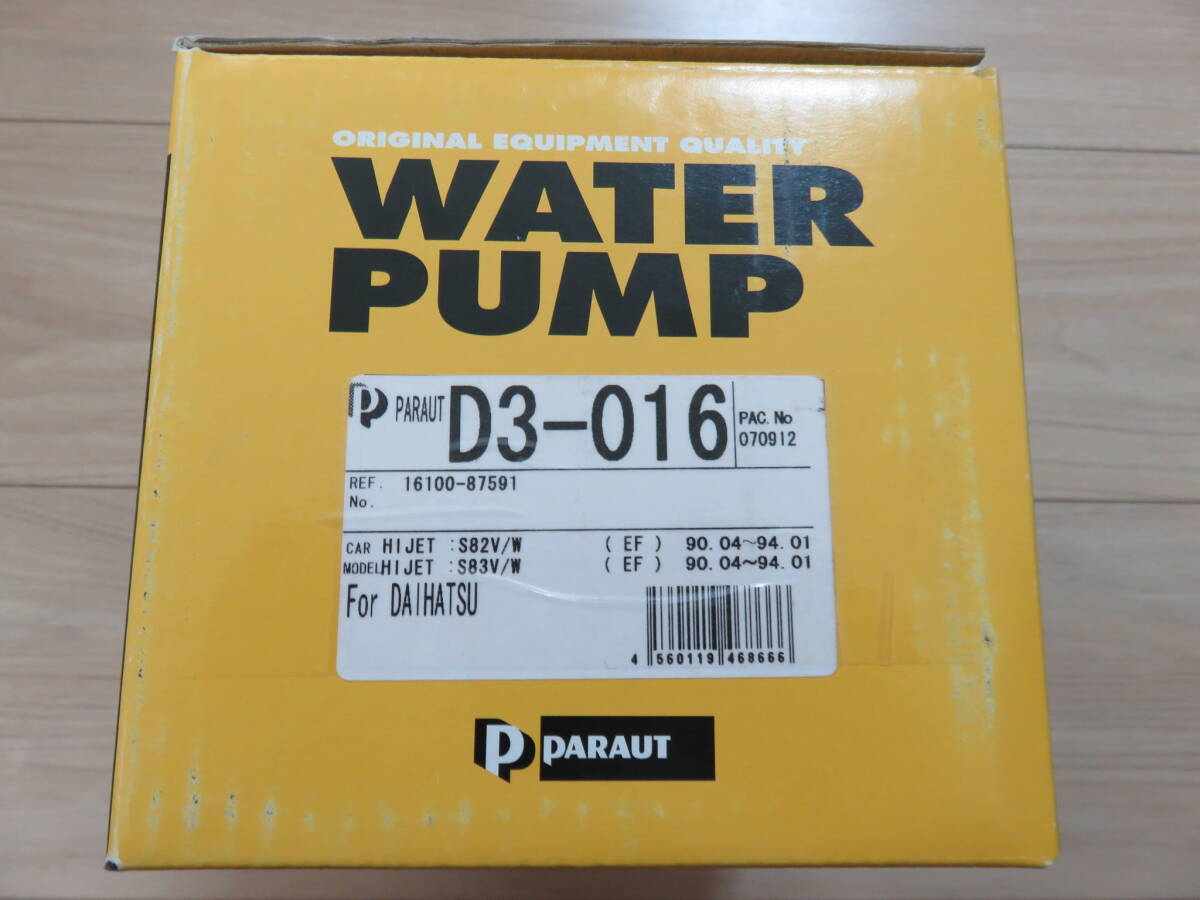 ORIGINAL EQUIPMENT QUALITY
WATER
PUMP
P PARAUT D3-016 PAC. No 070912
REF. No. 16100-87591
CAR MODEL HIJET : S82V/W ( EF ) 90. 04~94. 01
HIJET : S83V/W ( EF ) 90. 04~94. 01
For DAIHATSU
4 560119 468666
P PARAUT